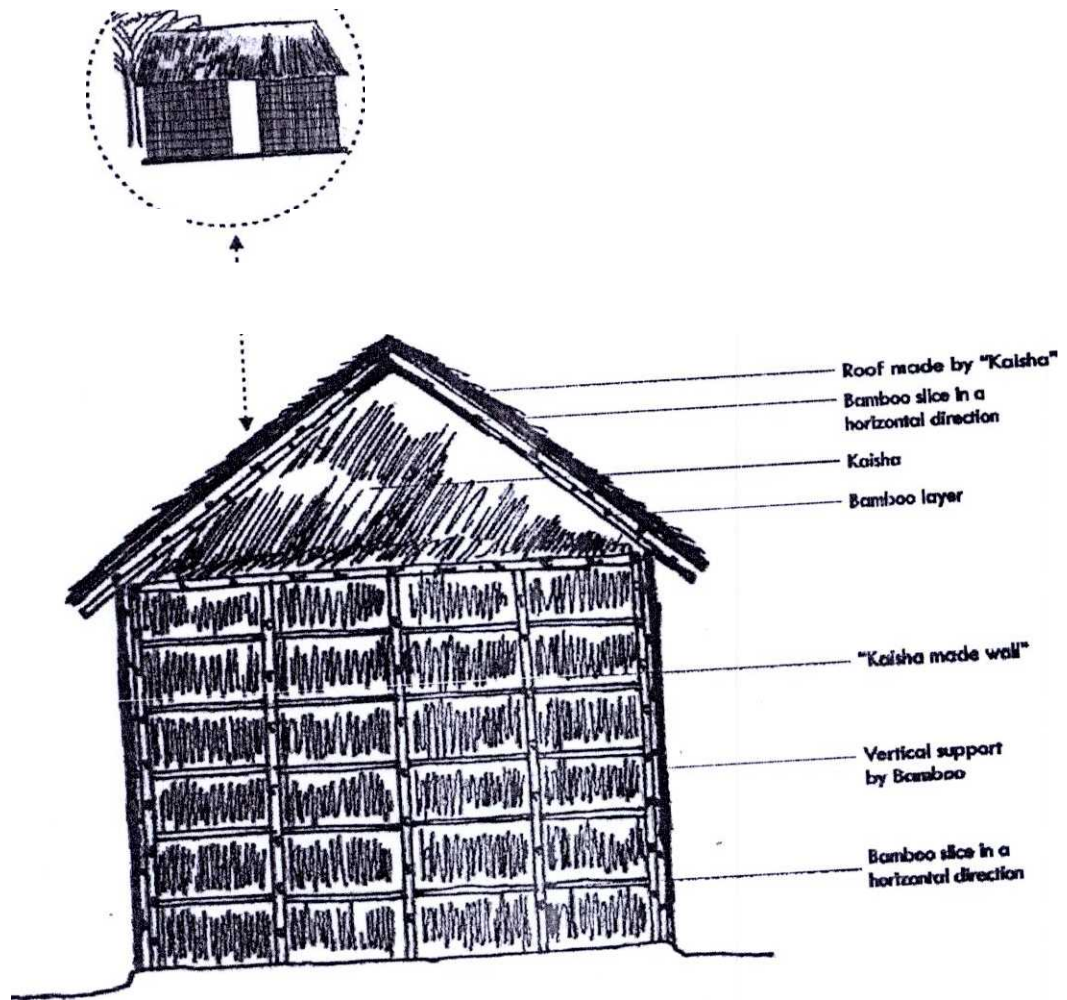 Roof made by "Kaisha"
Bamboo slice in a
horizontal direction
Kaisha
Bamboo layer
"Kaisha made wall"
Vertical support
by Bamboo
Bamboo slice in a
horizontal direction